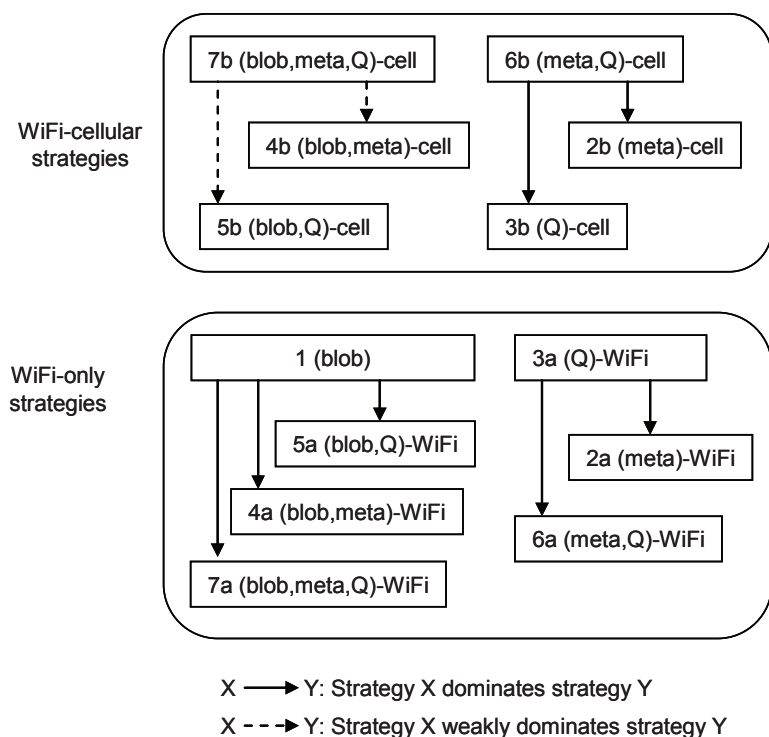 7b (blob,meta,Q)-cell
6b (meta,Q)-cell
WiFi-cellular
strategies
4b (blob,meta)-cell
2b (meta)-cell
5b (blob,Q)-cell
3b (Q)-cell
WiFi-only
strategies
1 (blob)
3a (Q)-WiFi
5a (blob,Q)-WiFi
2a (meta)-WiFi
4a (blob,meta)-WiFi
6a (meta,Q)-WiFi
7a (blob,meta,Q)-WiFi
X Y: Strategy X dominates strategy Y
X Y: Strategy X weakly dominates strategy Y